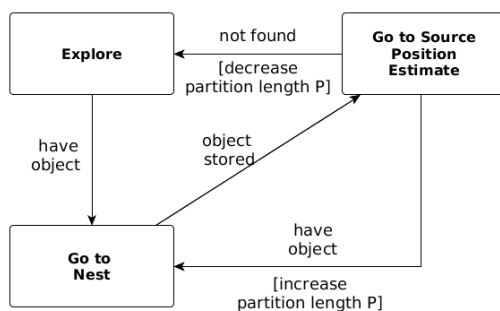 Explore
not found
[decrease
partition length P]
Go to Source
Position
Estimate
have
object
object
stored
Go to
Nest
have
object
[increase
partition length P]